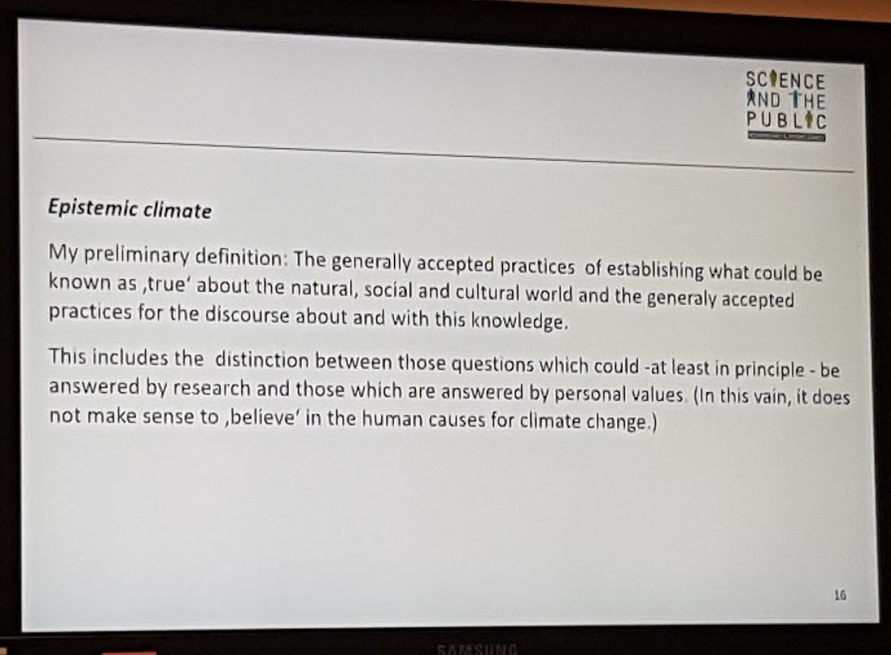 SCIENCE
AND THE
PUBLIC
Epistemic climate
My preliminary definition: The generally accepted practices of establishing what could be
known as ‚true‘ about the natural, social and cultural world and the generaly accepted
practices for the discourse about and with this knowledge.
This includes the distinction between those questions which could -at least in principle - be
answered by research and those which are answered by personal values. (In this vain, it does
not make sense to ‚believe‘ in the human causes for climate change.)
16
SAMSUNG